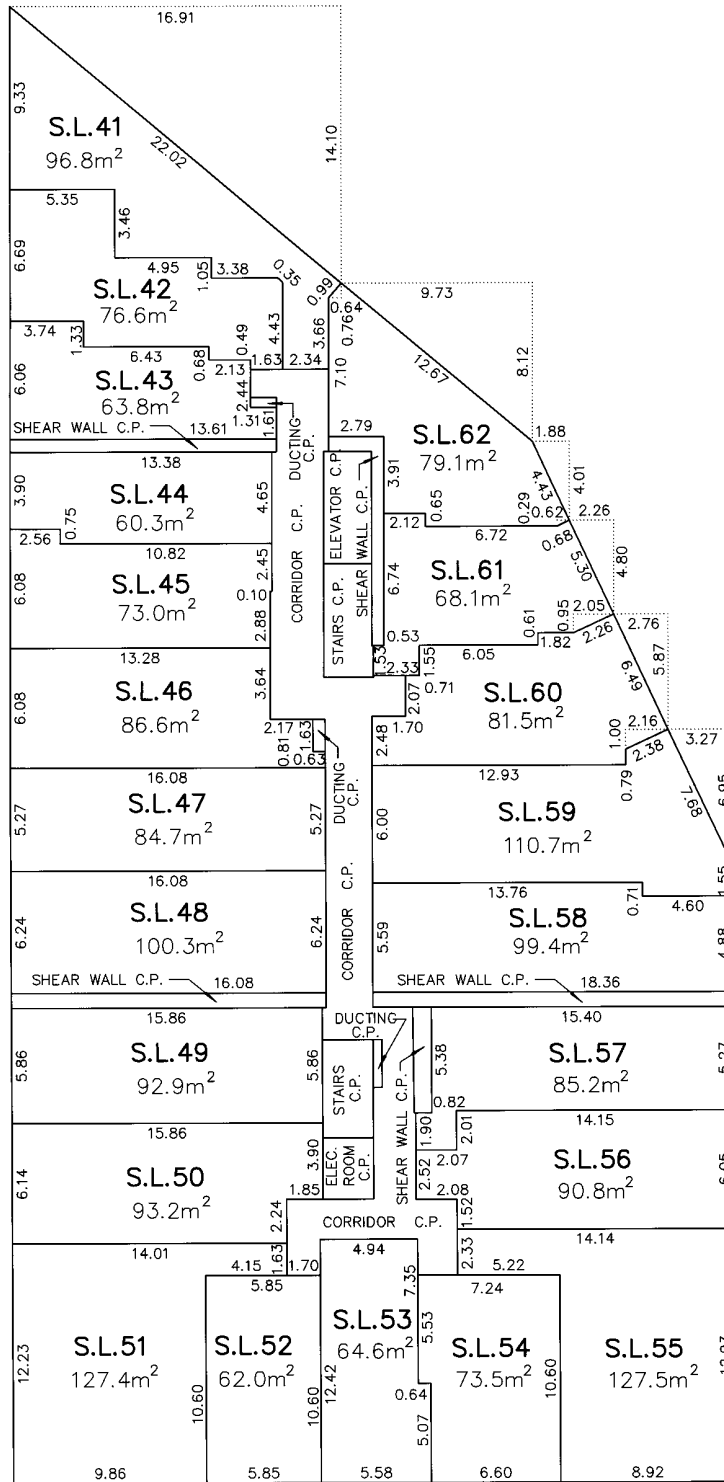 16.91
9.33
S.L.41
96.8m²
22.02
14.10
5.35
3.46
6.69
4.95
1.05
3.38
0.35
0.99
9.73
S.L.42
76.6m²
0.64
0.76
3.74
1.33
6.43
0.68
0.49
4.43
3.66
8.12
12.67
2.13
1.63
2.34
7.10
6.06
S.L.43
63.8m²
2.44
1.31
1.61
SHEAR WALL C.P.
13.61
DUCTING
C.P.
2.79
S.L.62
79.1m²
1.88
4.43
4.01
13.38
3.90
S.L.44
60.3m²
4.65
ELEVATOR C.P.
SHEAR
WALL C.P.
3.91
0.65
0.29
0.62
2.26
2.56
0.75
10.82
2.12
6.72
0.68
5.30
4.80
6.08
S.L.45
73.0m²
2.45
0.10
2.88
CORRIDOR C.P.
STAIRS C.P.
6.74
S.L.61
68.1m²
0.61
0.95
2.05
2.76
13.28
0.53
.53
2.33
1.55
6.05
1.82
2.26
5.87
6.08
S.L.46
86.6m²
3.64
2.07
0.71
S.L.60
81.5m²
6.49
2.17
1.63
0.81
0.63
1.70
2.48
1.00
2.16
2.38
3.27
16.08
DUCTING
C.P.
12.93
0.79
7.68
6.95
5.27
S.L.47
84.7m²
5.27
6.00
S.L.59
110.7m²
16.08
13.76
0.71
4.60
1.55
6.24
S.L.48
100.3m²
6.24
CORRIDOR C.P.
5.59
S.L.58
99.4m²
4.88
SHEAR WALL C.P.
16.08
SHEAR WALL C.P.
18.36
15.86
DUCTING
C.P.
15.40
5.86
S.L.49
92.9m²
5.86
STAIRS
C.P.
SHEAR WALL C.P.
5.38
S.L.57
85.2m²
5.27
0.82
15.86
14.15
6.14
S.L.50
93.2m²
3.90
ELEC.
ROOM
C.P.
1.90
2.01
2.07
S.L.56
90.8m²
6.05
1.85
2.52
2.08
2.24
CORRIDOR C.P.
1.52
14.01
1.63
4.94
2.33
14.14
4.15
1.70
5.85
7.35
5.22
7.24
12.23
S.L.51
127.4m²
S.L.52
62.0m²
S.L.53
64.6m²
5.53
S.L.54
73.5m²
S.L.55
127.5m²
10.60
10.60
12.42
0.64
5.07
10.60
9.86
5.85
5.58
6.60
8.92